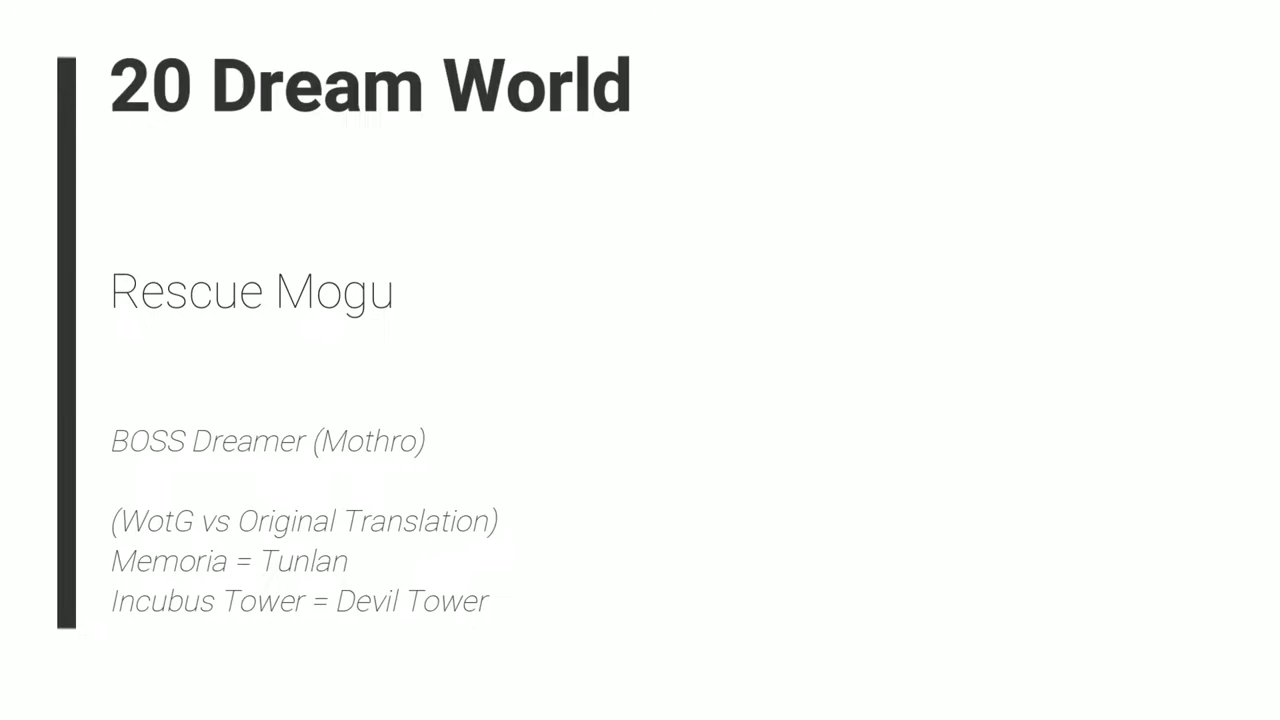 20 Dream World
Rescue Mogu
BOSS Dreamer (Mothro)
(WotG vs Original Translation)
Memoria = Tunlan
Incubus Tower = Devil Tower